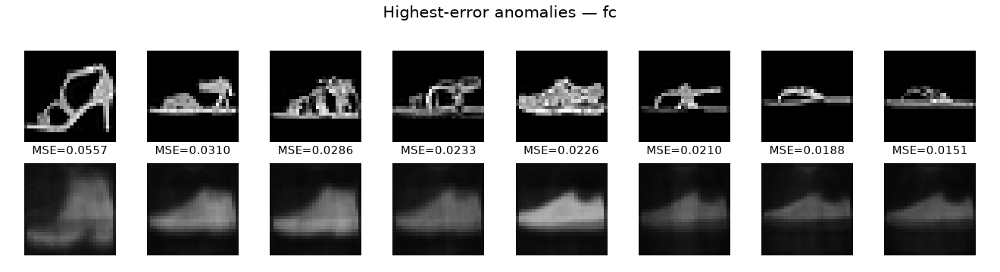 Highest-error anomalies — fc
MSE=0.0557 MSE=0.0310 MSE=0.0286 MSE=0.0233 MSE=0.0226 MSE=0.0210 MSE=0.0188 MSE=0.0151